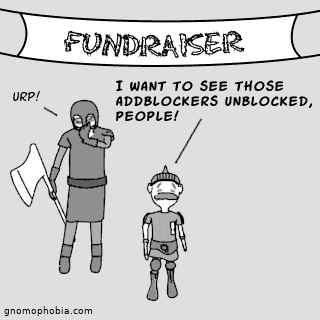 FUNDRAISER
URP!
I WANT TO SEE THOSE
ADDBLOCKERS UNBLOCKED,
PEOPLE!
gnomophobia.com